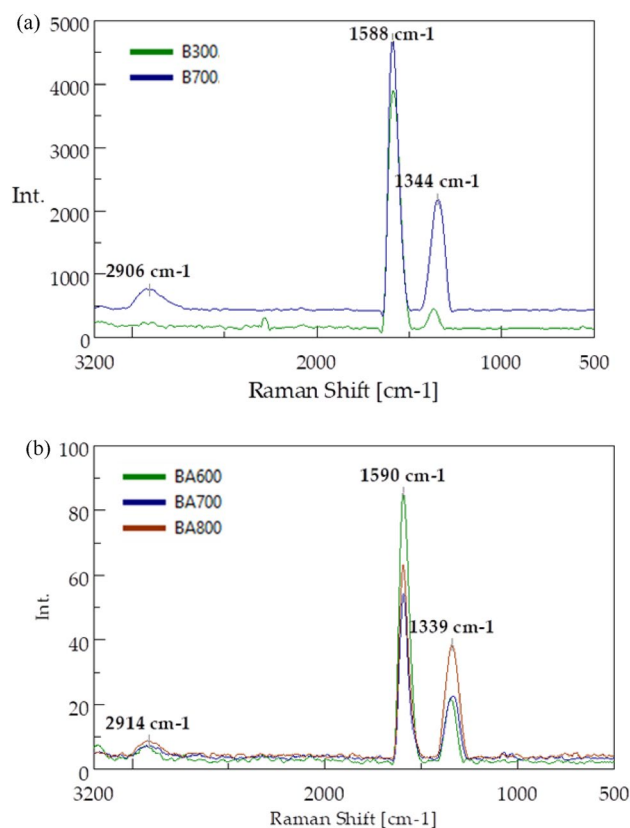 (a)
5000
4000
3000
2000
1000
0
Int.
B300
B700
1588 cm-1
1344 cm-1
2906 cm-1
3200 2000 1000 500
Raman Shift [cm-1]
(b)
100
80
60
40
20
0
Int.
BA600
BA700
BA800
1590 cm-1
1339 cm-1
2914 cm-1
3200 2000 1000 500
Raman Shift [cm-1]